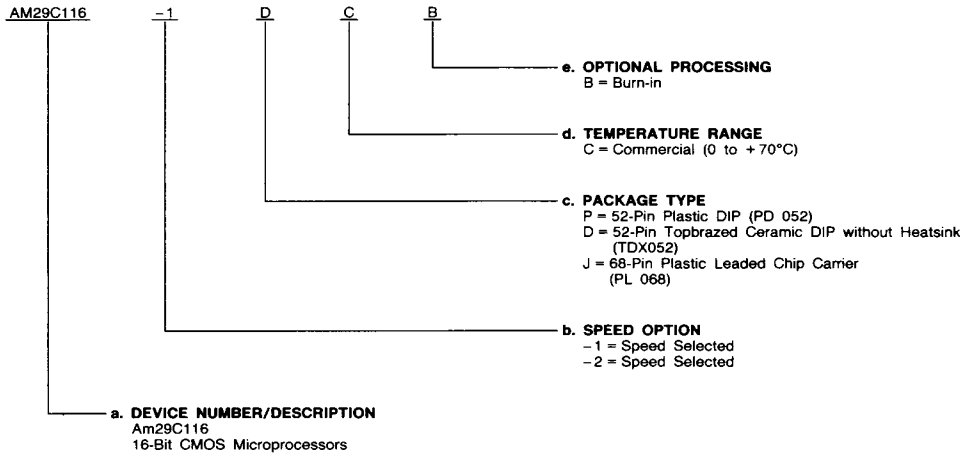 AM29C116 -1 D C B
e. OPTIONAL PROCESSING
B = Burn-in
d. TEMPERATURE RANGE
C = Commercial (0 to +70°C)
c. PACKAGE TYPE
P = 52-Pin Plastic DIP (PD 052)
D = 52-Pin Topbrazed Ceramic DIP without Heatsink
(TDX052)
J = 68-Pin Plastic Leaded Chip Carrier
(PL 068)
b. SPEED OPTION
-1 = Speed Selected
-2 = Speed Selected
a. DEVICE NUMBER/DESCRIPTION
Am29C116
16-Bit CMOS Microprocessors